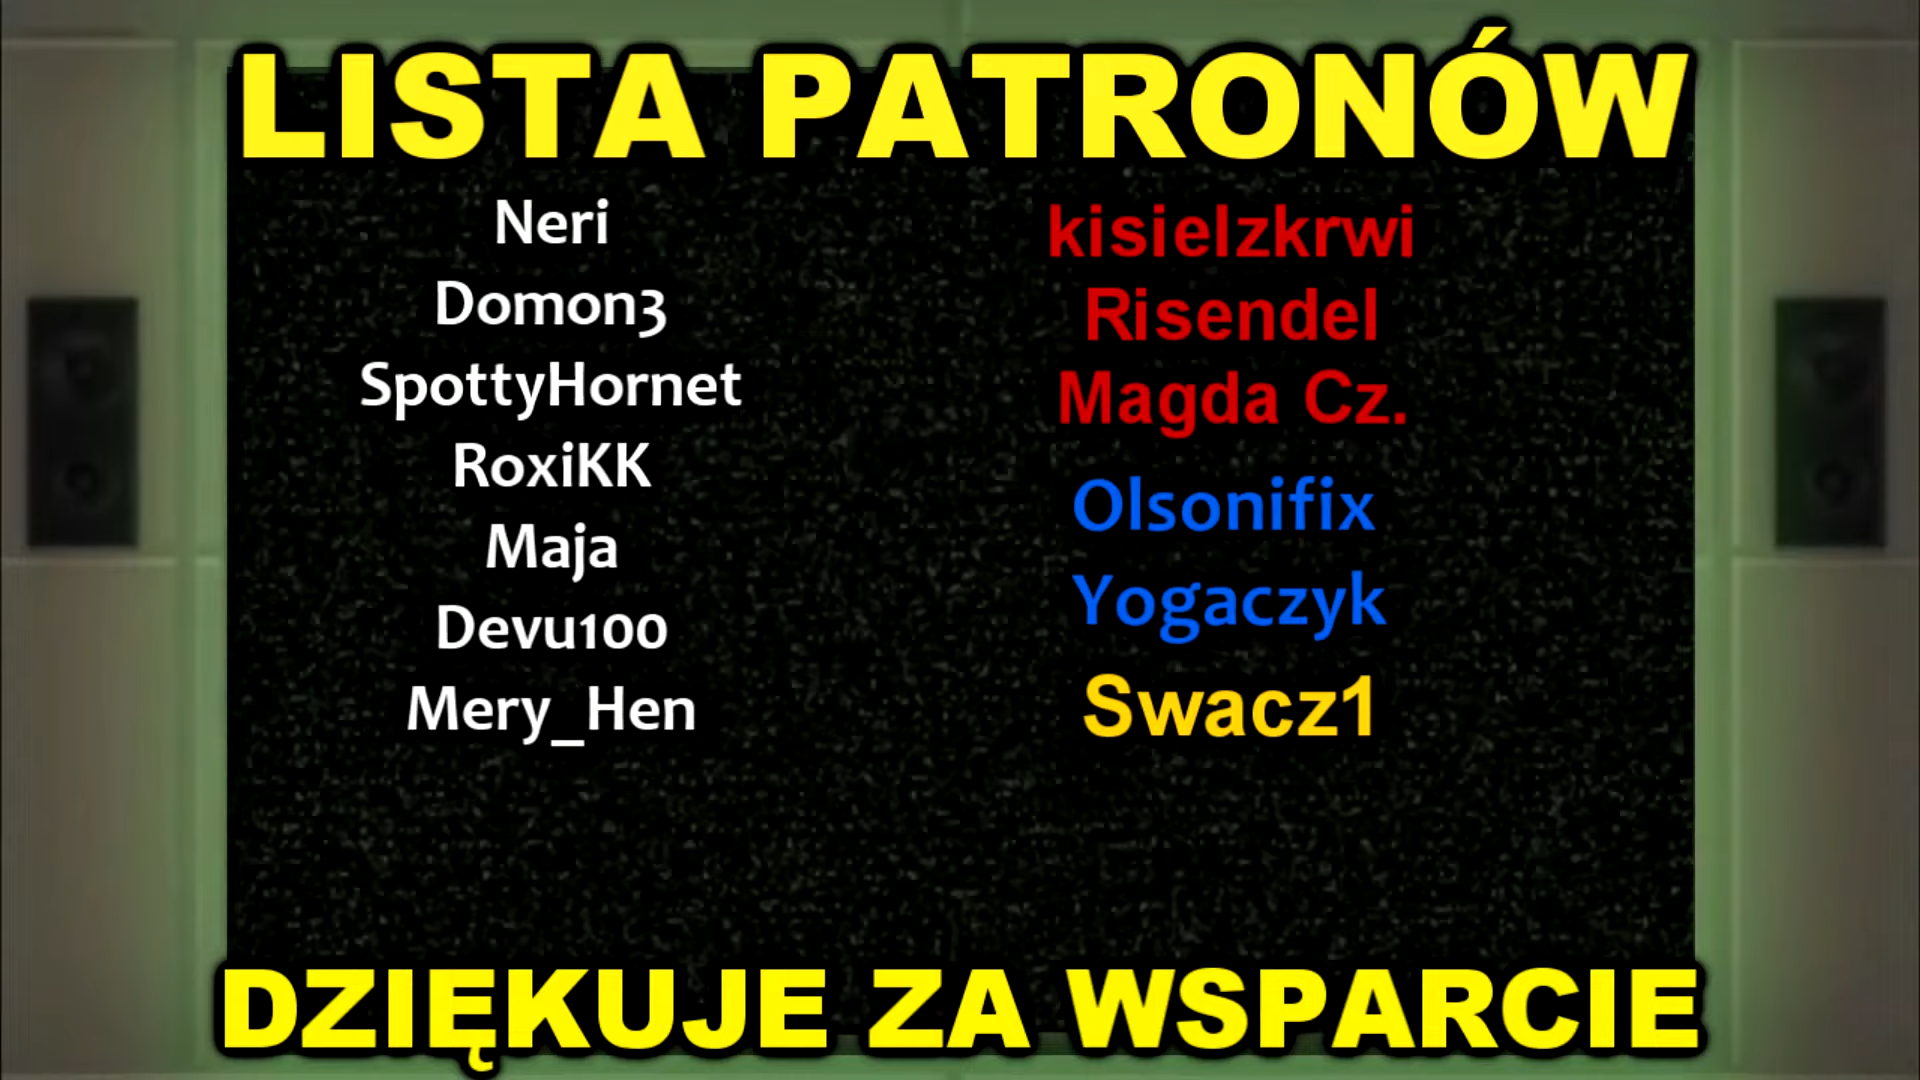 LISTA PATRONÓW
Neri
Domon3
SpottyHornet
RoxiKK
Maja
Devu100
Mery_Hen
kisielzkrwi
Risendel
Magda Cz.
Olsonifix
Yogaczyk
Swacz1
DZIĘKUJE ZA WSPARCIE